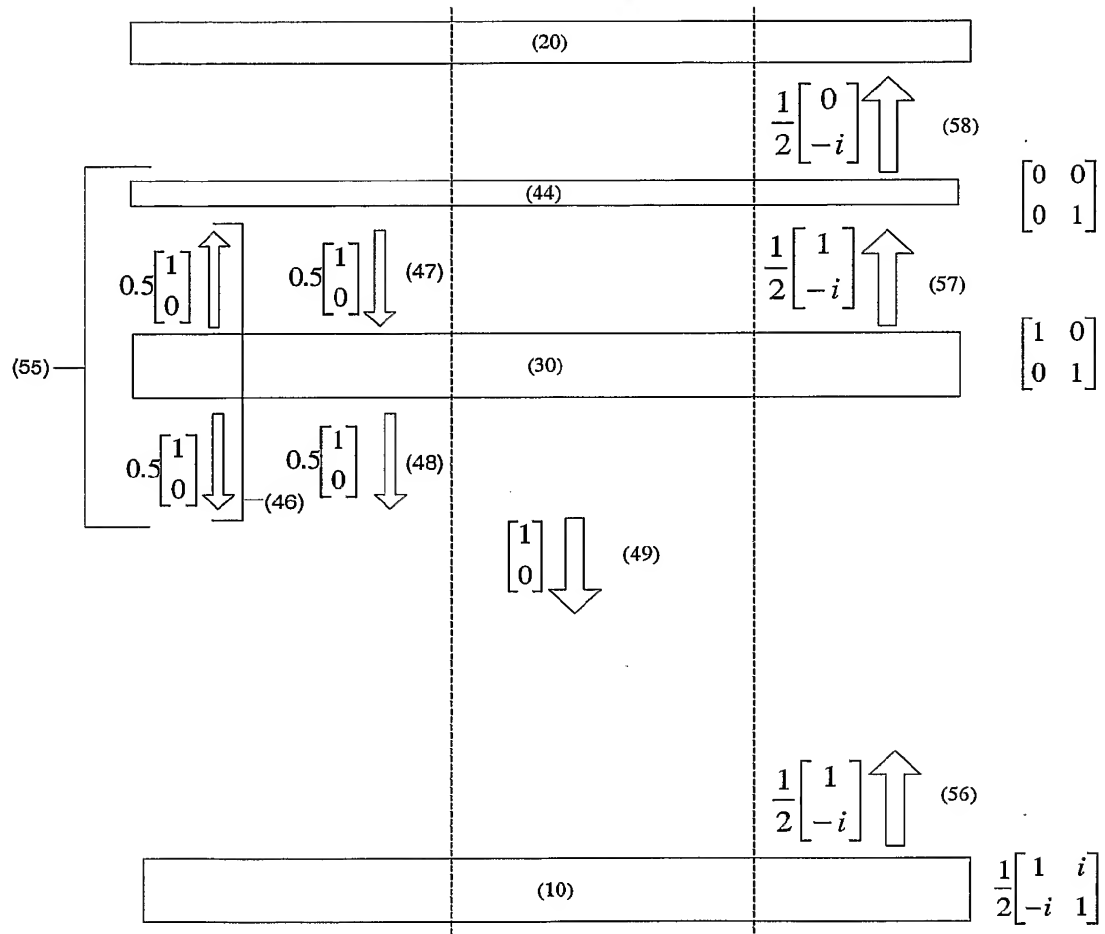 (20)
1/2 [0 -i] (58)
(44)
[0 0
0 1]
0.5 [1 0]
0.5 [1 0] (47)
1/2 [1 -i] (57)
(55)
(30)
[1 0
0 1]
0.5 [1 0] (46)
0.5 [1 0] (48)
[1 0] (49)
1/2 [1 -i] (56)
(10)
1/2 [1 i
-i 1]